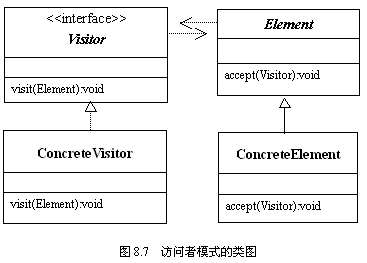 <<interface>>
Visitor
visit(Element):void
Element
accept(Visitor):void
ConcreteVisitor
visit(Element):void
ConcreteElement
accept(Visitor):void
图 8.7 访问者模式的类图